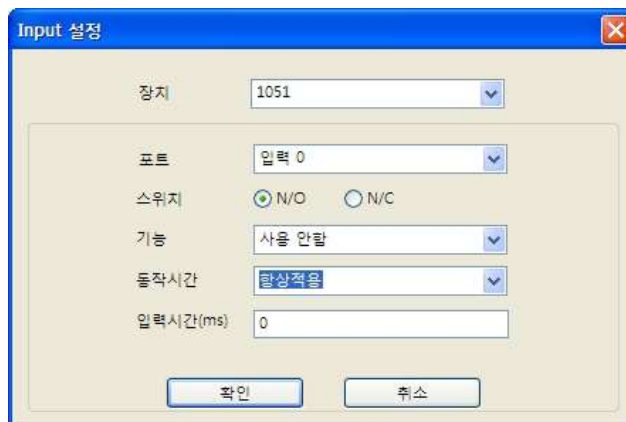 Input 설정
장치 1051
포트 입력 0
스위치 N/O N/C
기능 사용 안함
동작시간 항상적용
입력시간(ms) 0
확인 취소